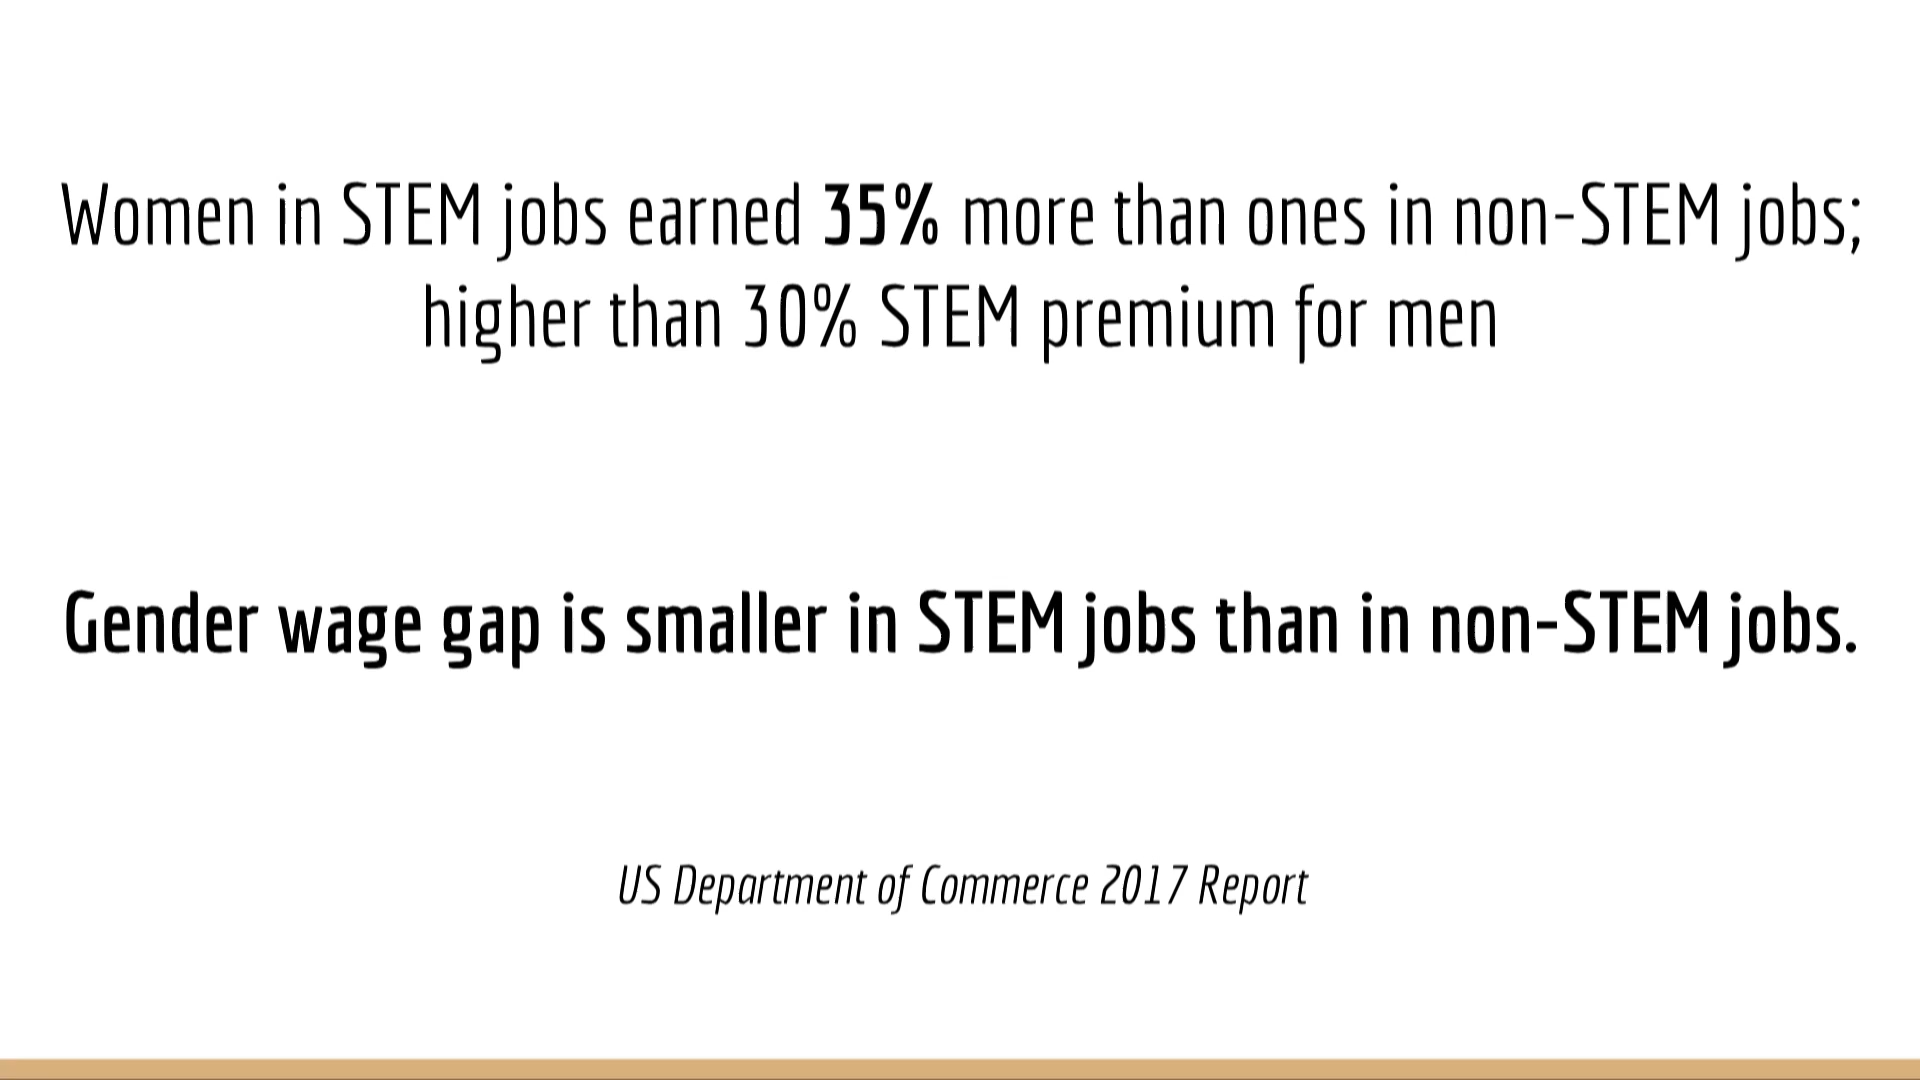 Women in STEM jobs earned 35% more than ones in non-STEM jobs;
higher than 30% STEM premium for men
Gender wage gap is smaller in STEM jobs than in non-STEM jobs.
US Department of Commerce 2017 Report